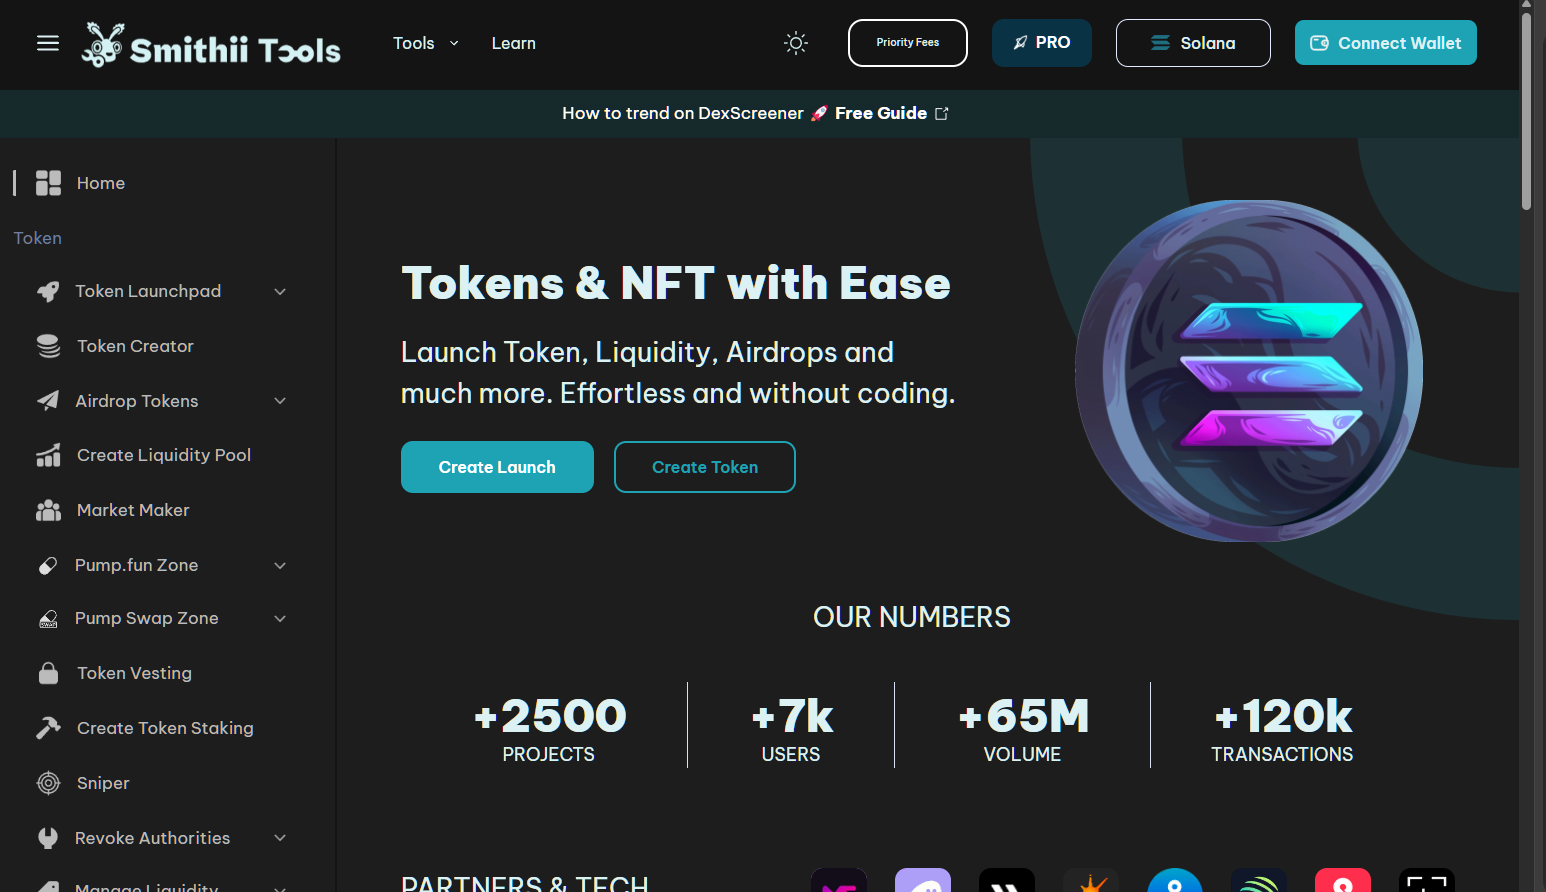 Smithii Tools
Tools
Learn
Priority Fees
PRO
Solana
Connect Wallet
How to trend on DexScreener 🚀 Free Guide
Home
Token
Token Launchpad
Token Creator
Airdrop Tokens
Create Liquidity Pool
Market Maker
Pump.fun Zone
Pump Swap Zone
Token Vesting
Create Token Staking
Sniper
Revoke Authorities
Manage Liquidity
Tokens & NFT with Ease
Launch Token, Liquidity, Airdrops and
much more. Effortless and without coding.
Create Launch
Create Token
OUR NUMBERS
+2500
PROJECTS
+7k
USERS
+65M
VOLUME
+120k
TRANSACTIONS
PARTNERS & TECH